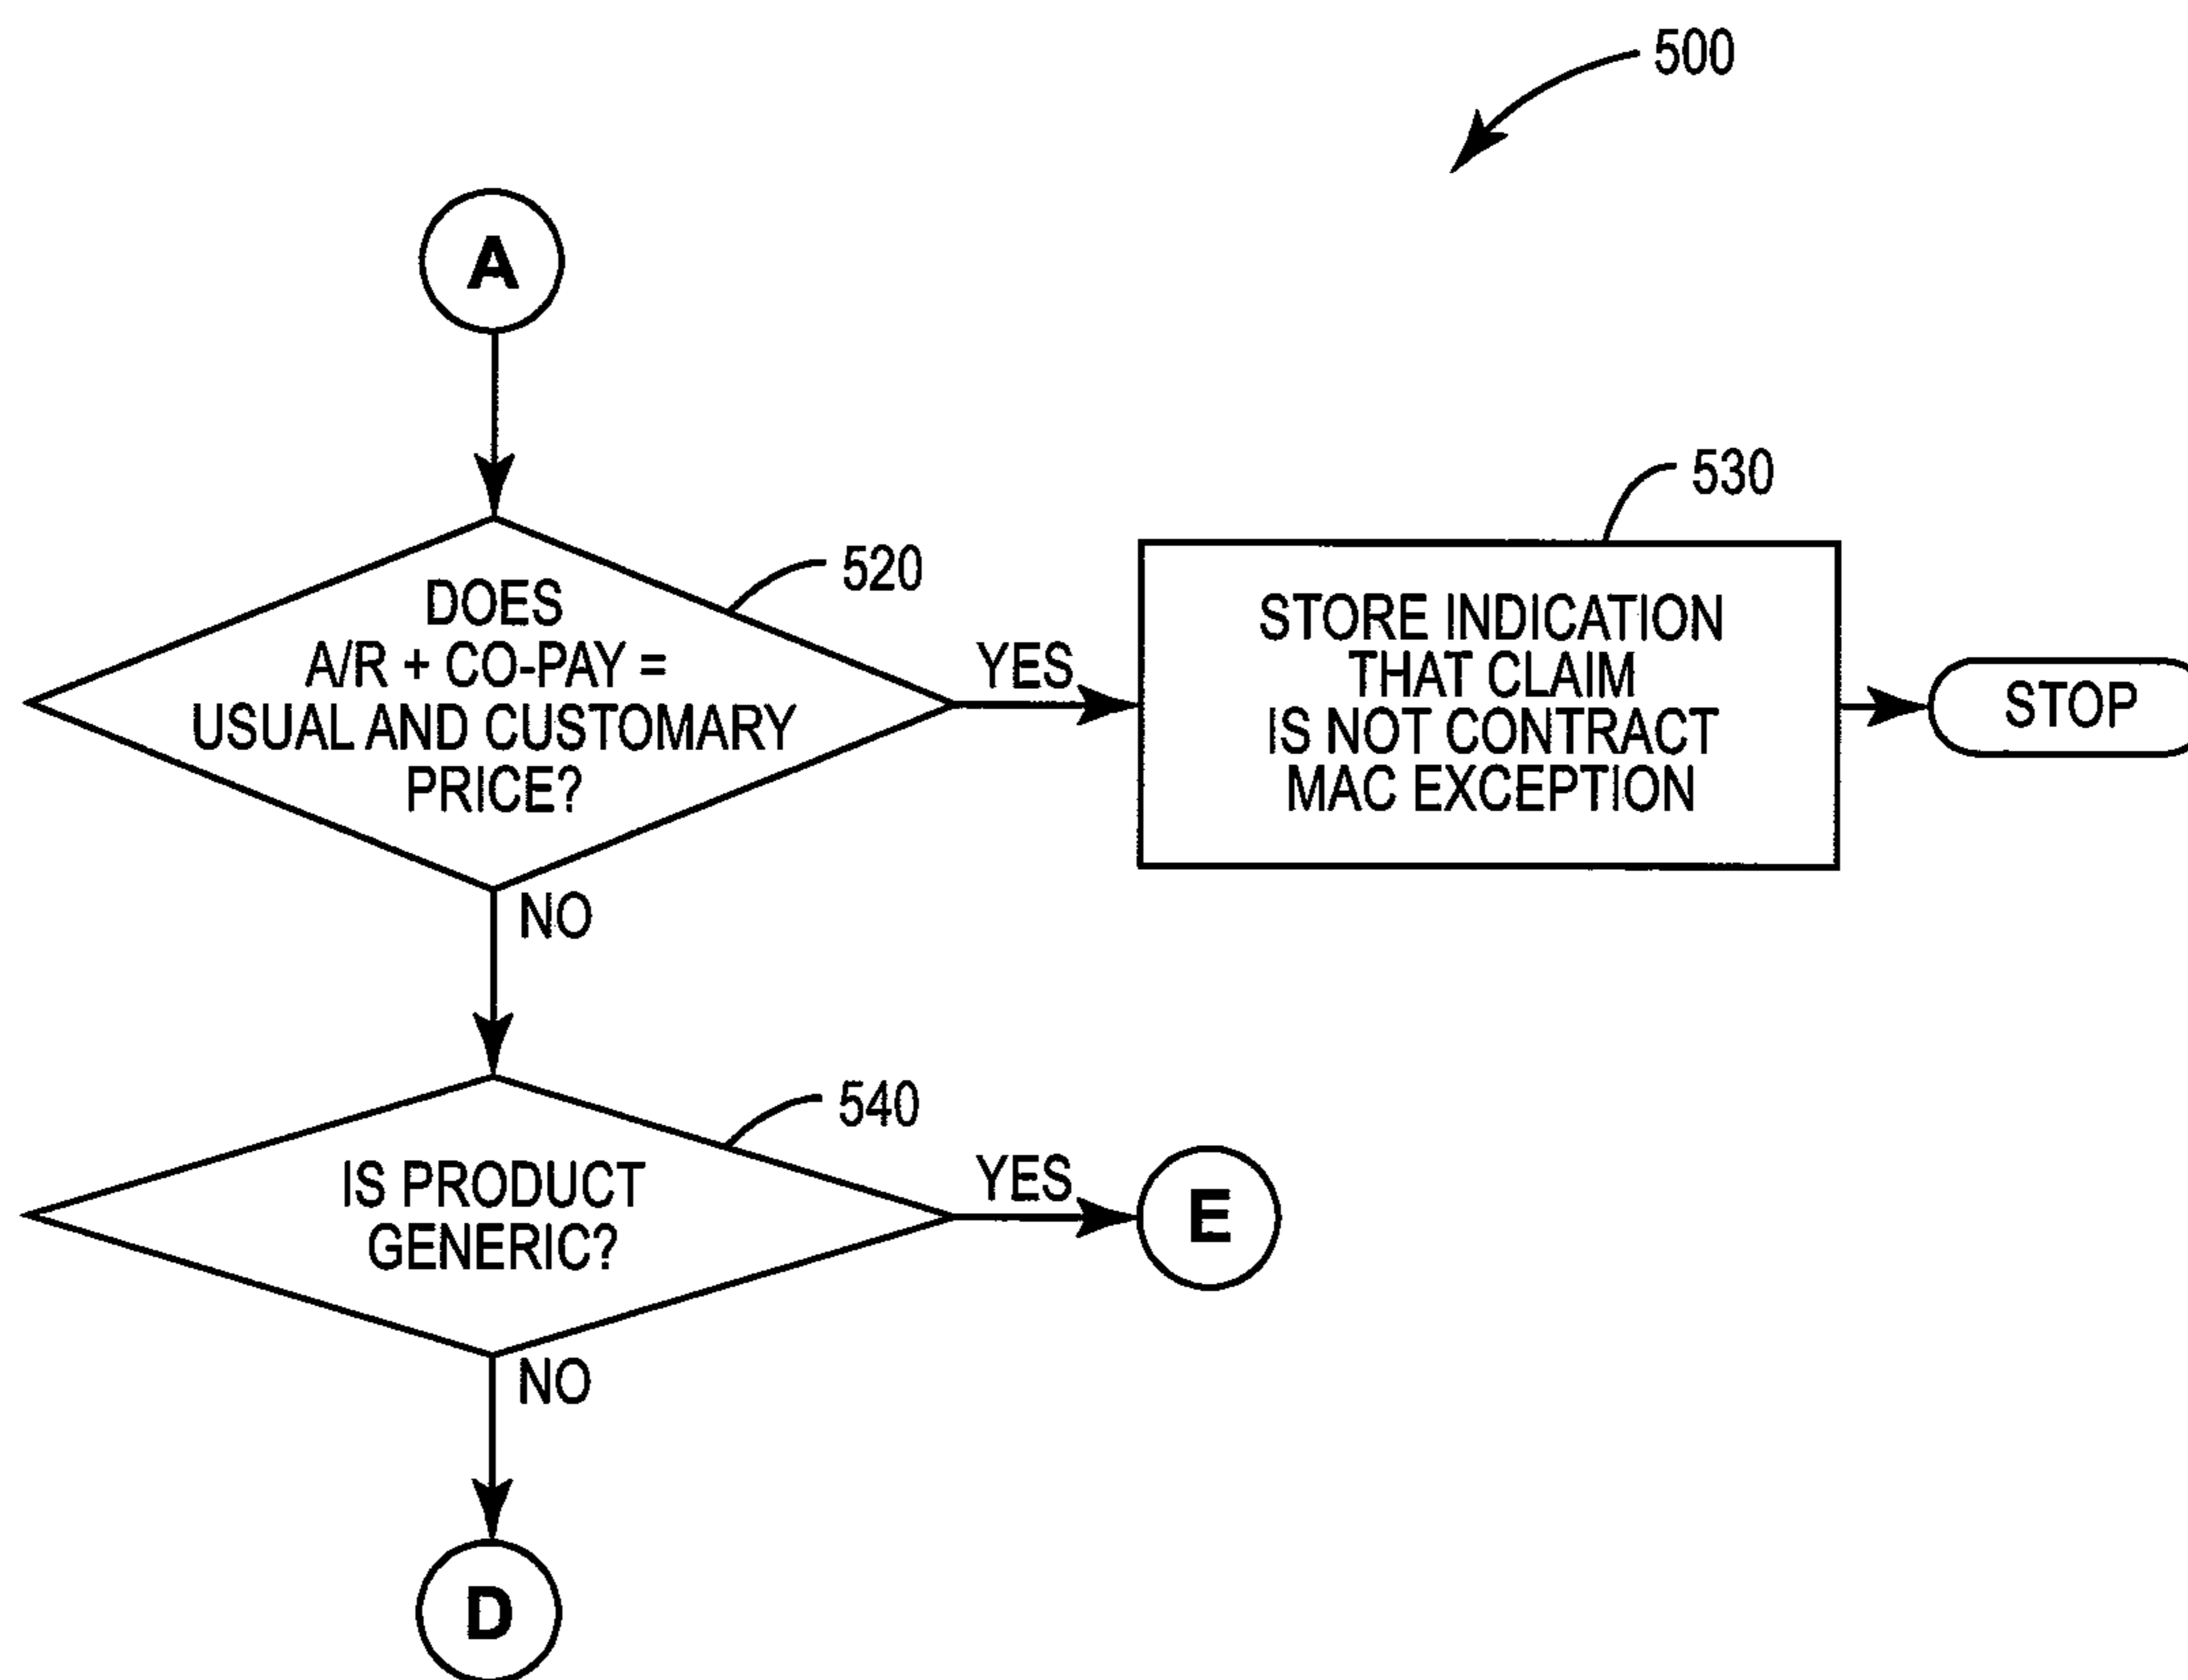 500
A
520
DOES
A/R + CO-PAY =
USUAL AND CUSTOMARY
PRICE?
YES
530
STORE INDICATION
THAT CLAIM
IS NOT CONTRACT
MAC EXCEPTION
STOP
NO
540
IS PRODUCT
GENERIC?
YES
E
NO
D